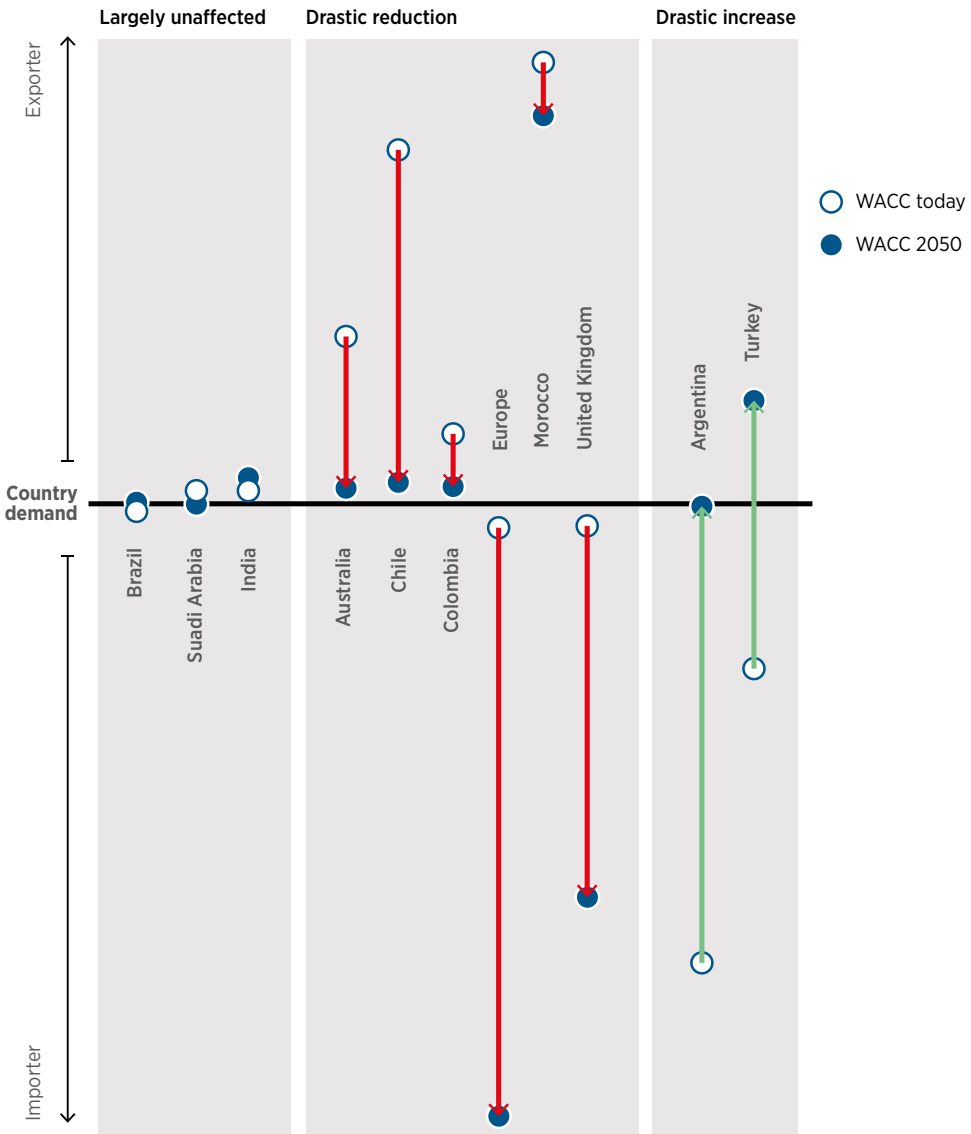 Largely unaffected
Drastic reduction
Drastic increase
Exporter
WACC today
WACC 2050
Country
demand
Brazil
Suadi Arabia
India
Australia
Chile
Colombia
Europe
Morocco
United Kingdom
Argentina
Turkey
Importer